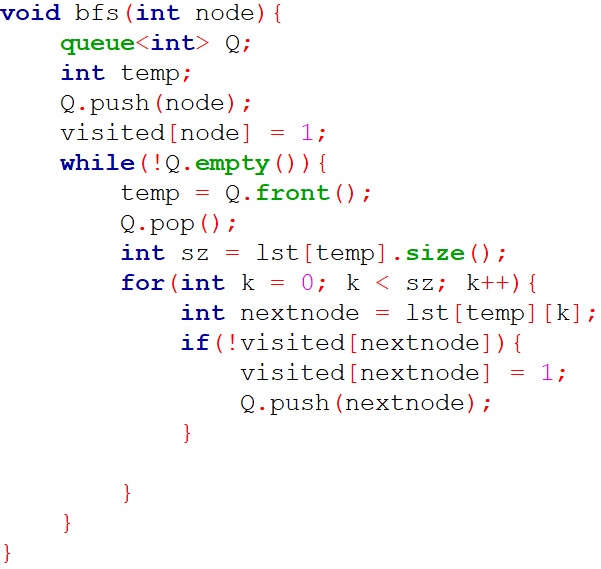 void bfs(int node){
    queue<int> Q;
    int temp;
    Q.push(node);
    visited[node] = 1;
    while(!Q.empty()){
        temp = Q.front();
        Q.pop();
        int sz = lst[temp].size();
        for(int k = 0; k < sz; k++){
            int nextnode = lst[temp][k];
            if(!visited[nextnode]){
                visited[nextnode] = 1;
                Q.push(nextnode);
            }

        }
    }
}